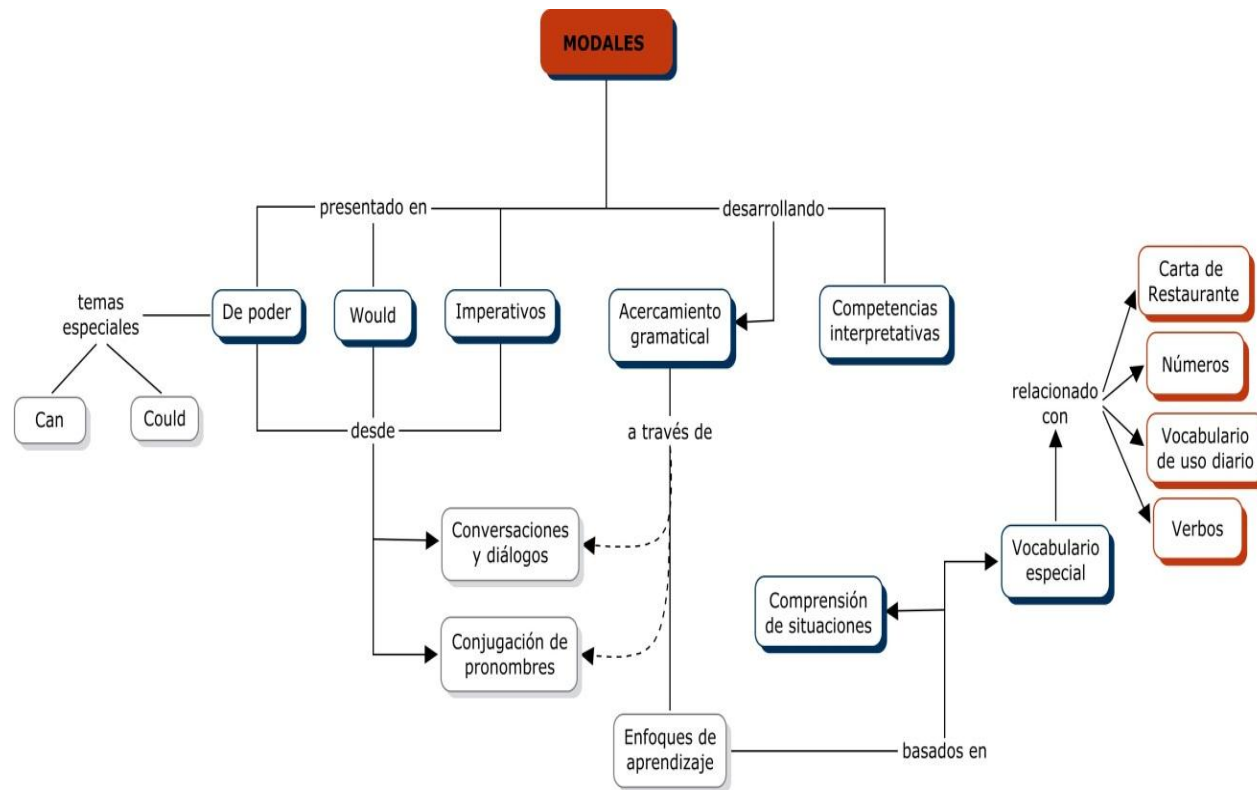 MODALES
presentado en
desarrollando
temas
especiales
De poder
Would
Imperativos
Acercamiento
gramatical
Competencias
interpretativas
Carta de
Restaurante
Números
Vocabulario
de uso diario
Verbos
relacionado
con
Can
Could
desde
a través de
Conversaciones
y diálogos
Vocabulario
especial
Comprensión
de situaciones
Conjugación de
pronombres
Enfoques de
aprendizaje
basados en